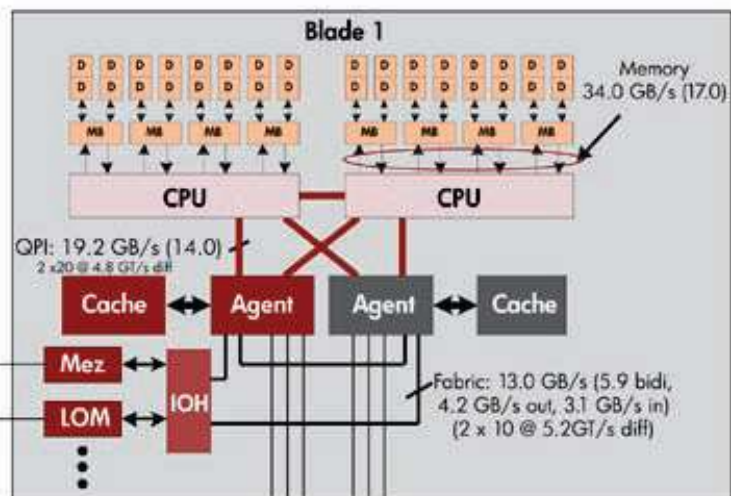 Blade 1
D D D D D D D D
D D D D D D D D
D D D D D D D D
D D D D D D D D
MB MB MB MB
MB MB MB MB
Memory
34.0 GB/s (17.0)
CPU
CPU
QPI: 19.2 GB/s (14.0)
2 x20 @ 4.8 GT/s diff
Cache
Agent
Agent
Cache
Mez
IOH
LOM
Fabric: 13.0 GB/s (5.9 bidi,
4.2 GB/s out, 3.1 GB/s in)
(2 x 10 @ 5.2GT/s diff)